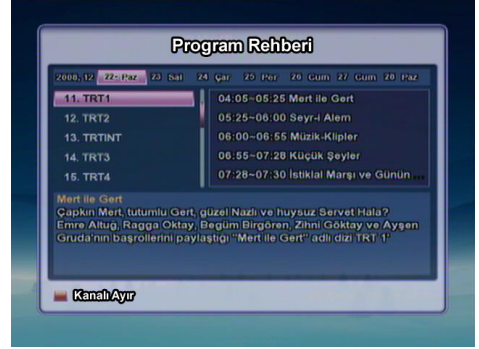 Program Rehberi
2008, 12 22- Paz 23 Sal 24 Çar 25 Per 26 Cum 27 Cum 28 Paz
11. TRT1 04:05~05:25 Mert ile Gert
12. TRT2 05:25~06:00 Seyr-i Alem
13. TRTINT 06:00~06:55 Müzik-Klipler
14. TRT3 06:55~07:28 Küçük Şeyler
15. TRT4 07:28~07:30 İstiklal Marşı ve Günün ...
Mert ile Gert
Çapkın Mert, tutumlu Gert, güzel Nazlı ve huysuz Servet Hala?
Emre Altuğ, Ragga Oktay, Begüm Birgören, Zihni Göktay ve Ayşen
Gruda'nın başrollerini paylaştığı "Mert ile Gert" adlı dizi TRT 1'
Kanalı Ayır